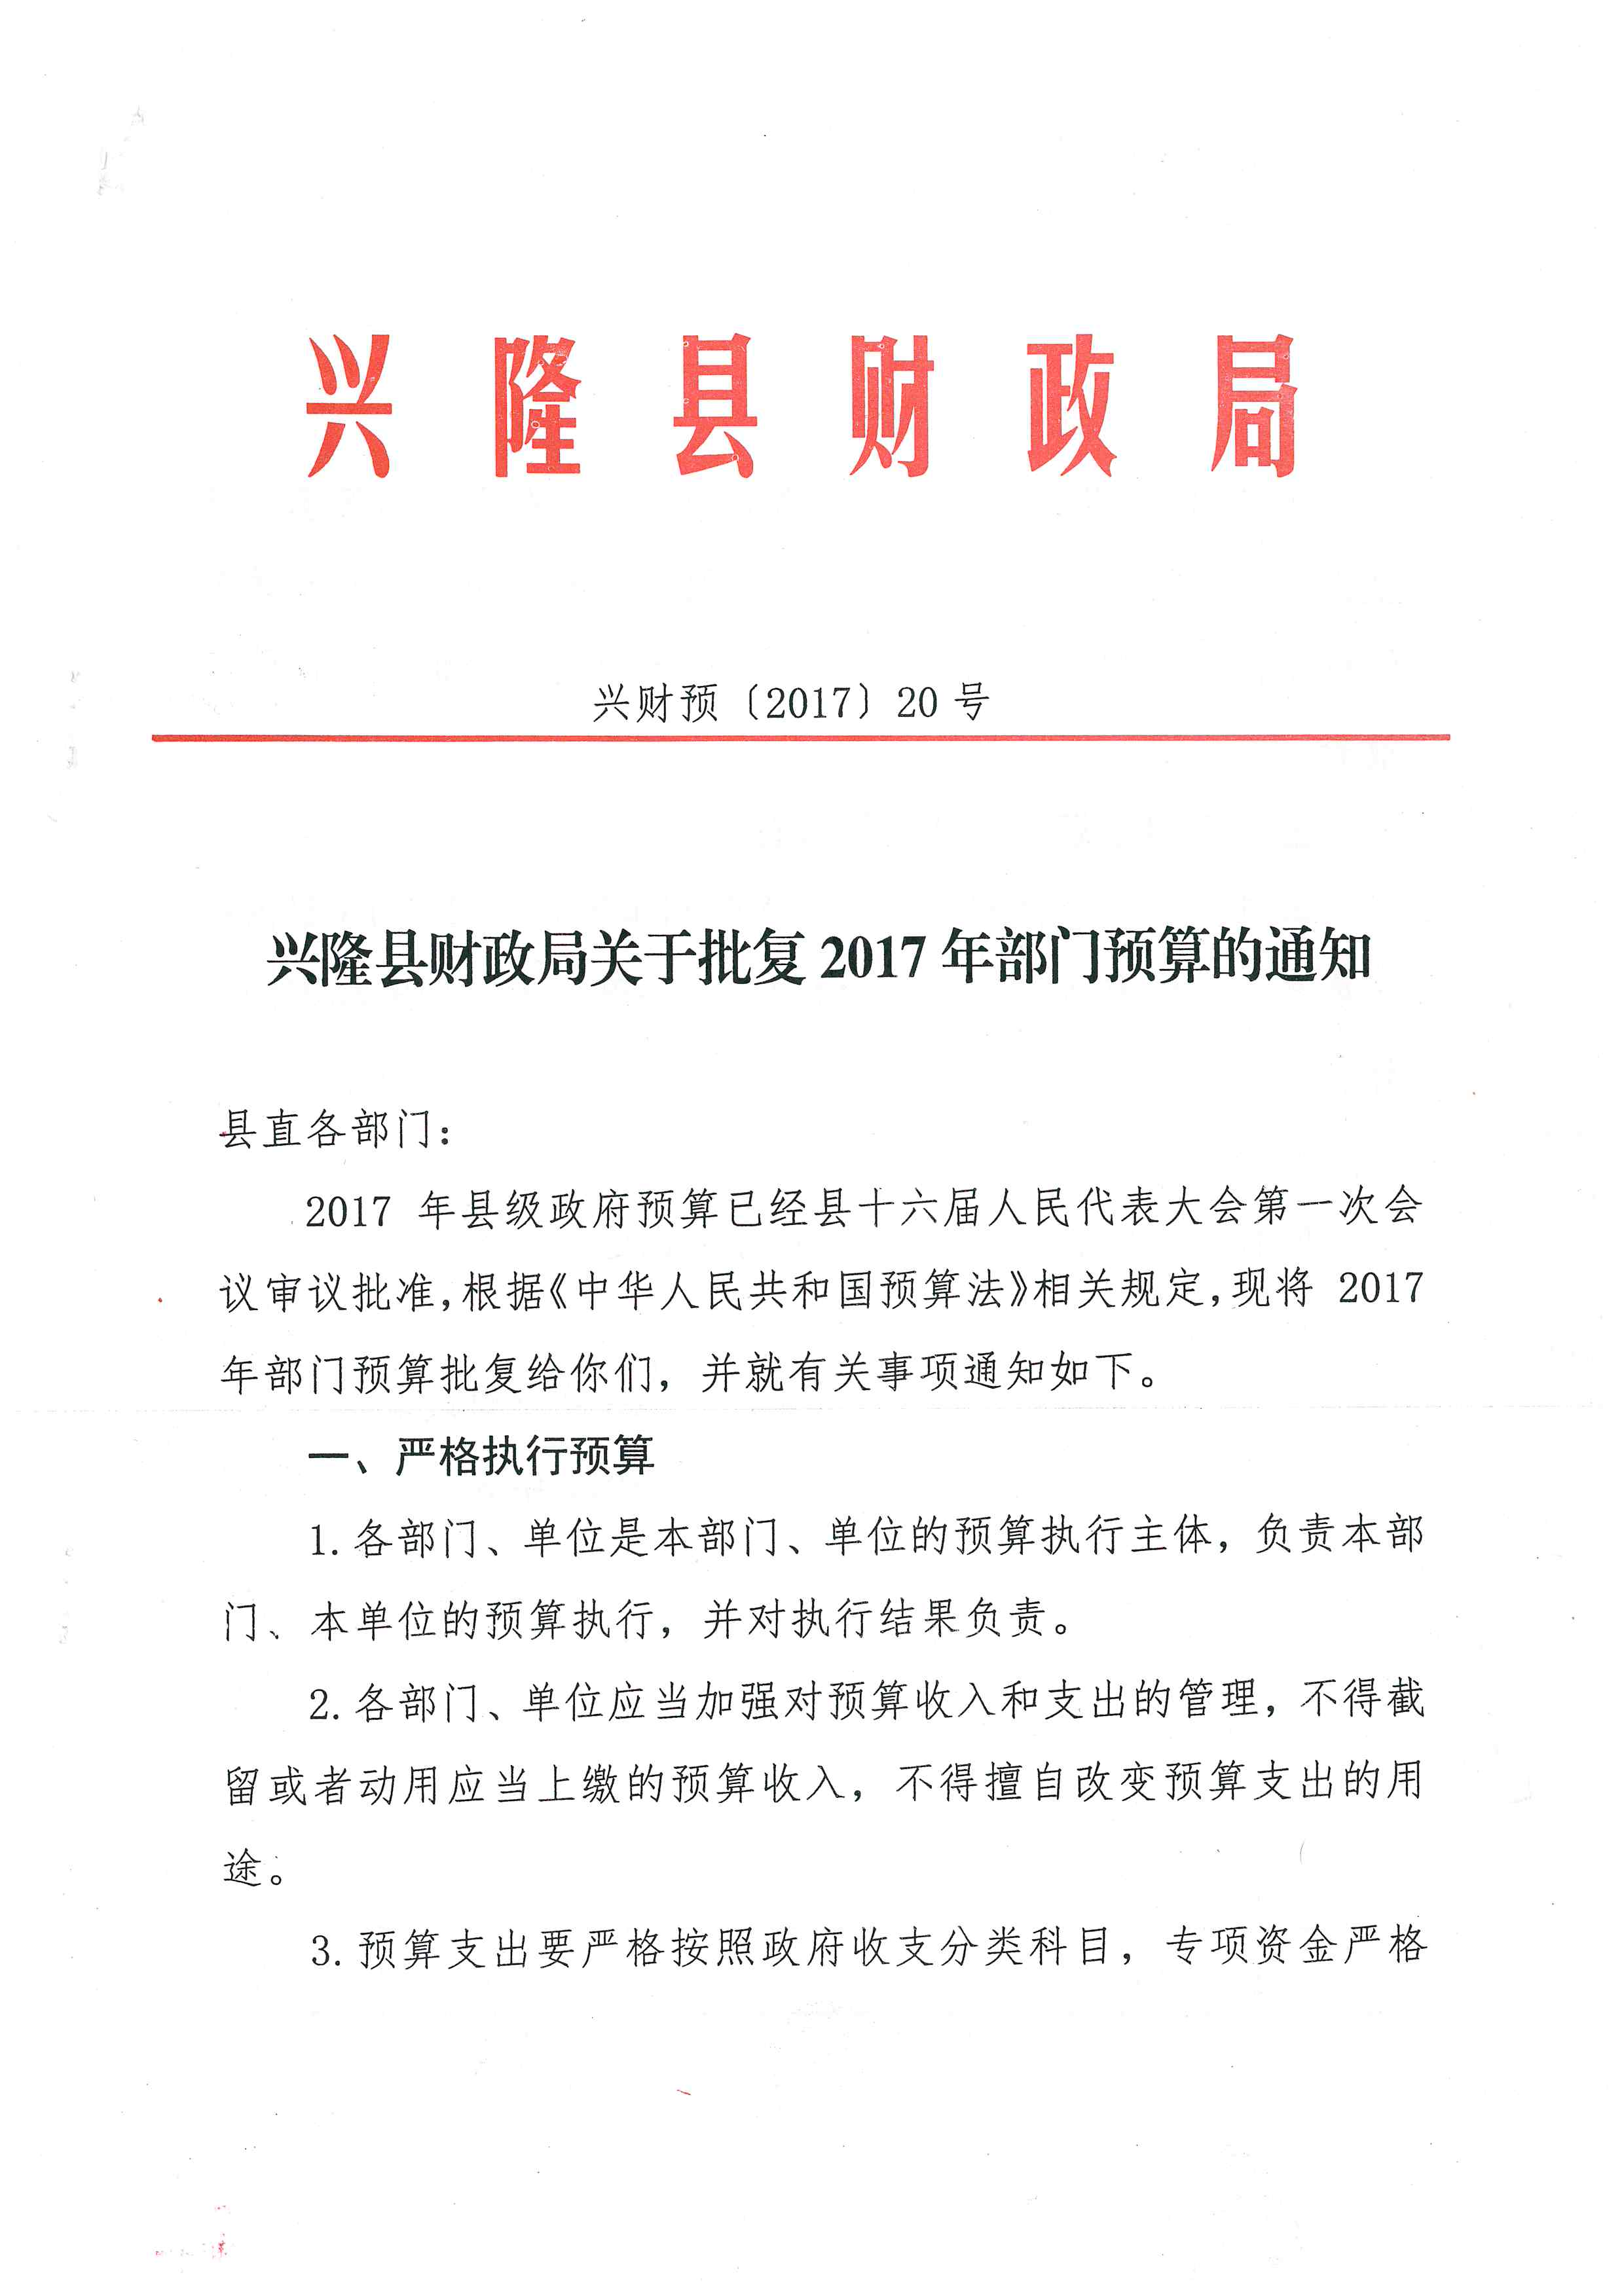 兴隆县财政局
兴财预〔2017〕20号
兴隆县财政局关于批复2017年部门预算的通知
县直各部门：
2017 年县级政府预算已经县十六届人民代表大会第一次会
议审议批准，根据《中华人民共和国预算法》相关规定，现将 2017
年部门预算批复给你们，并就有关事项通知如下。
一、严格执行预算
1.各部门、单位是本部门、单位的预算执行主体，负责本部
门、本单位的预算执行，并对执行结果负责。
2.各部门、单位应当加强对预算收入和支出的管理，不得截
留或者动用应当上缴的预算收入，不得擅自改变预算支出的用
途。
3.预算支出要严格按照政府收支分类科目，专项资金严格